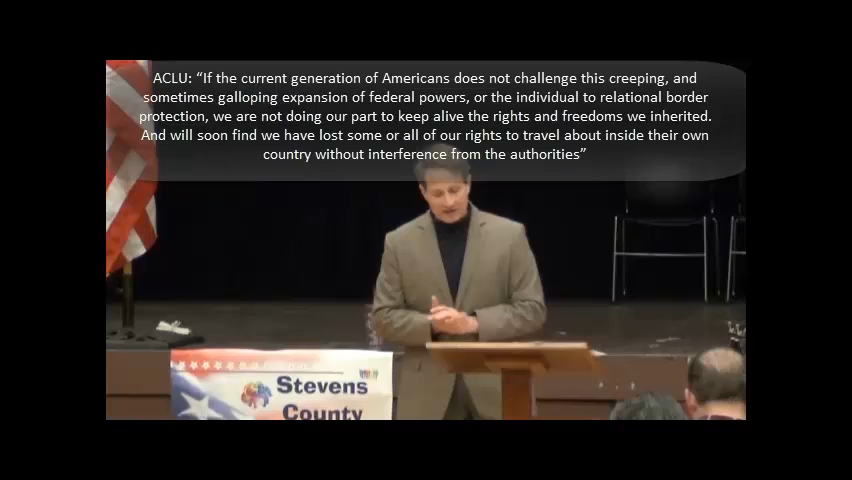 ACLU: “If the current generation of Americans does not challenge this creeping, and
sometimes galloping expansion of federal powers, or the individual to relational border
protection, we are not doing our part to keep alive the rights and freedoms we inherited.
And will soon find we have lost some or all of our rights to travel about inside their own
country without interference from the authorities”
Stevens
County